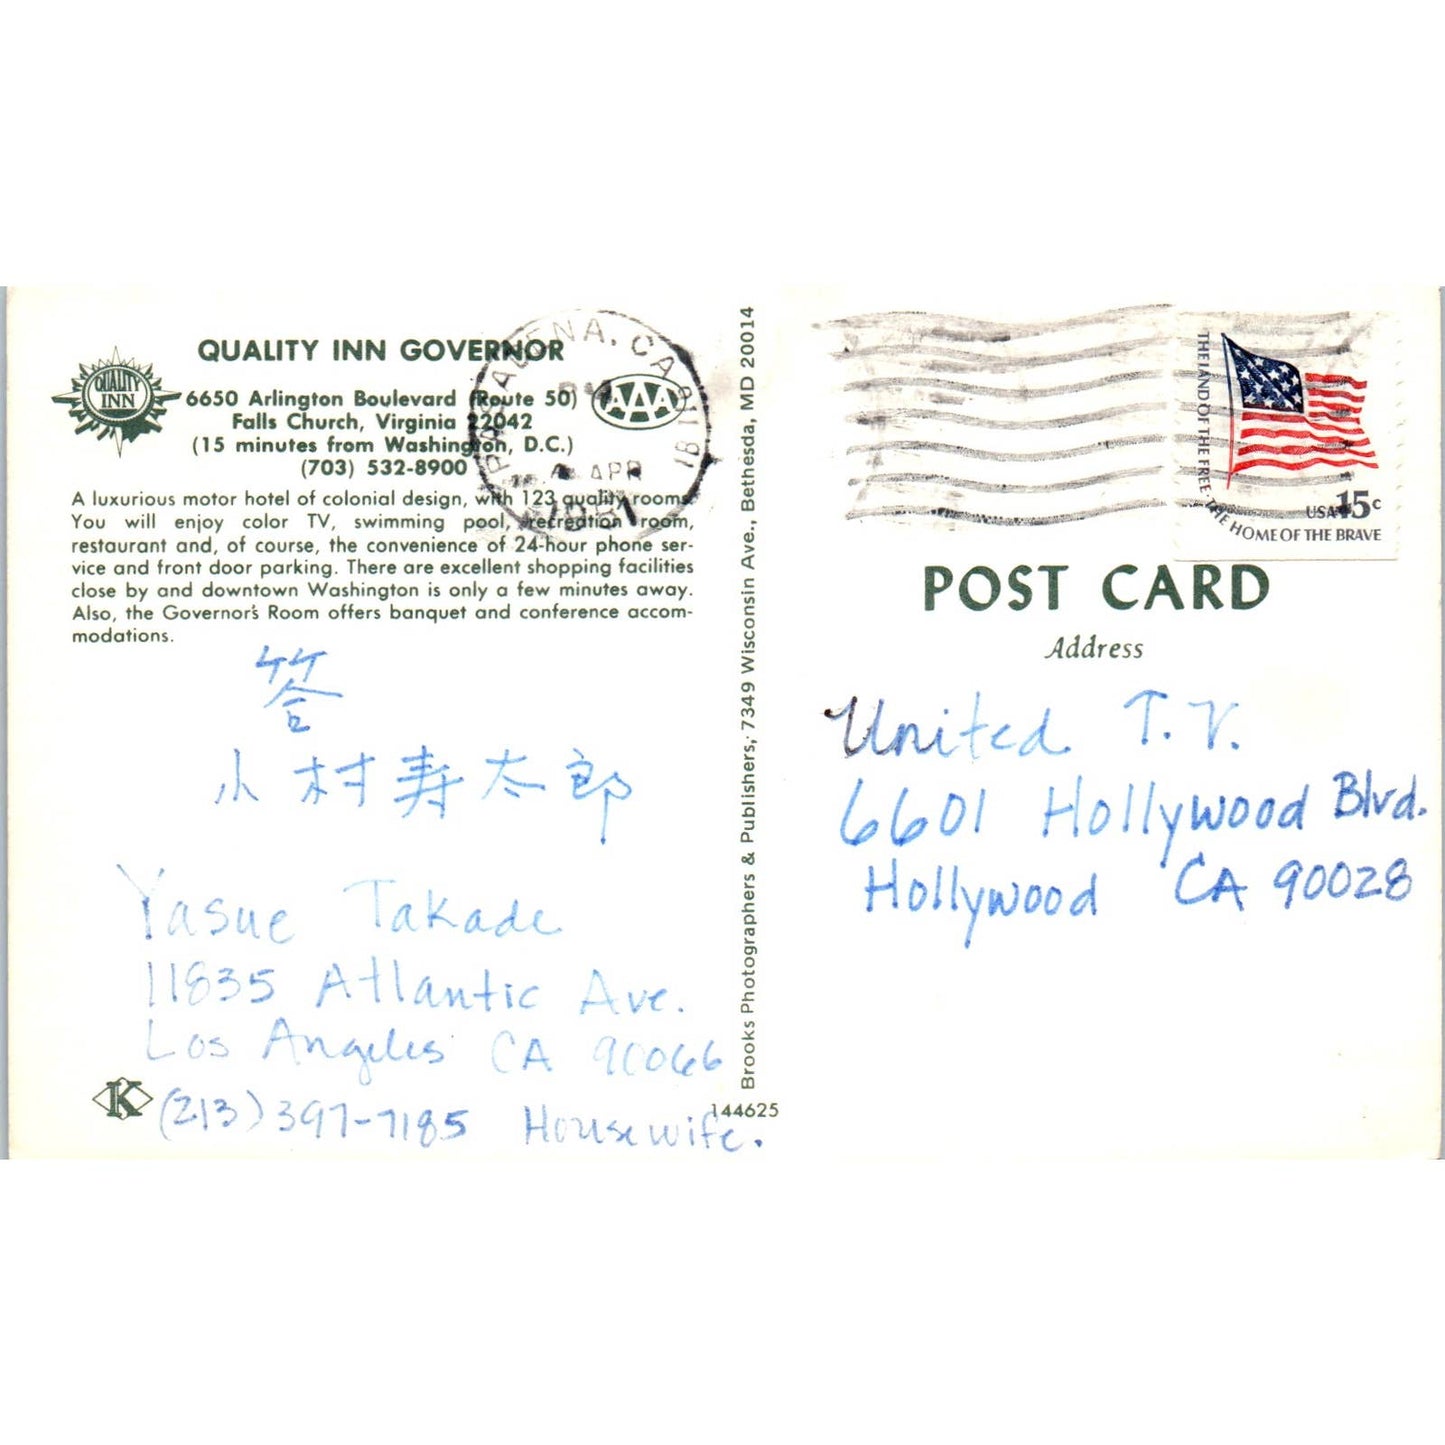 QUALITY INN GOVERNOR
QUALITY
INN
6650 Arlington Boulevard (Route 50)
Falls Church, Virginia 22042
(15 minutes from Washington, D.C.)
(703) 532-8900
AAA
A luxurious motor hotel of colonial design, with 123 quality rooms.
You will enjoy color TV, swimming pool, recreation room,
restaurant and, of course, the convenience of 24-hour phone ser-
vice and front door parking. There are excellent shopping facilities
close by and downtown Washington is only a few minutes away.
Also, the Governor's Room offers banquet and conference accom-
modations.
答
小村寿太郎
Yasue Takade
11835 Atlantic Ave.
Los Angeles CA 90066
(213) 397-7185 Housewife.
K
144625
Brooks Photographers & Publishers, 7349 Wisconsin Ave., Bethesda, MD 20014
PASADENA, CA 911
PM
APR
1981
THE LAND OF THE FREE · THE HOME OF THE BRAVE
USA 15c
POST CARD
Address
United T.V.
6601 Hollywood Blvd.
Hollywood CA 90028